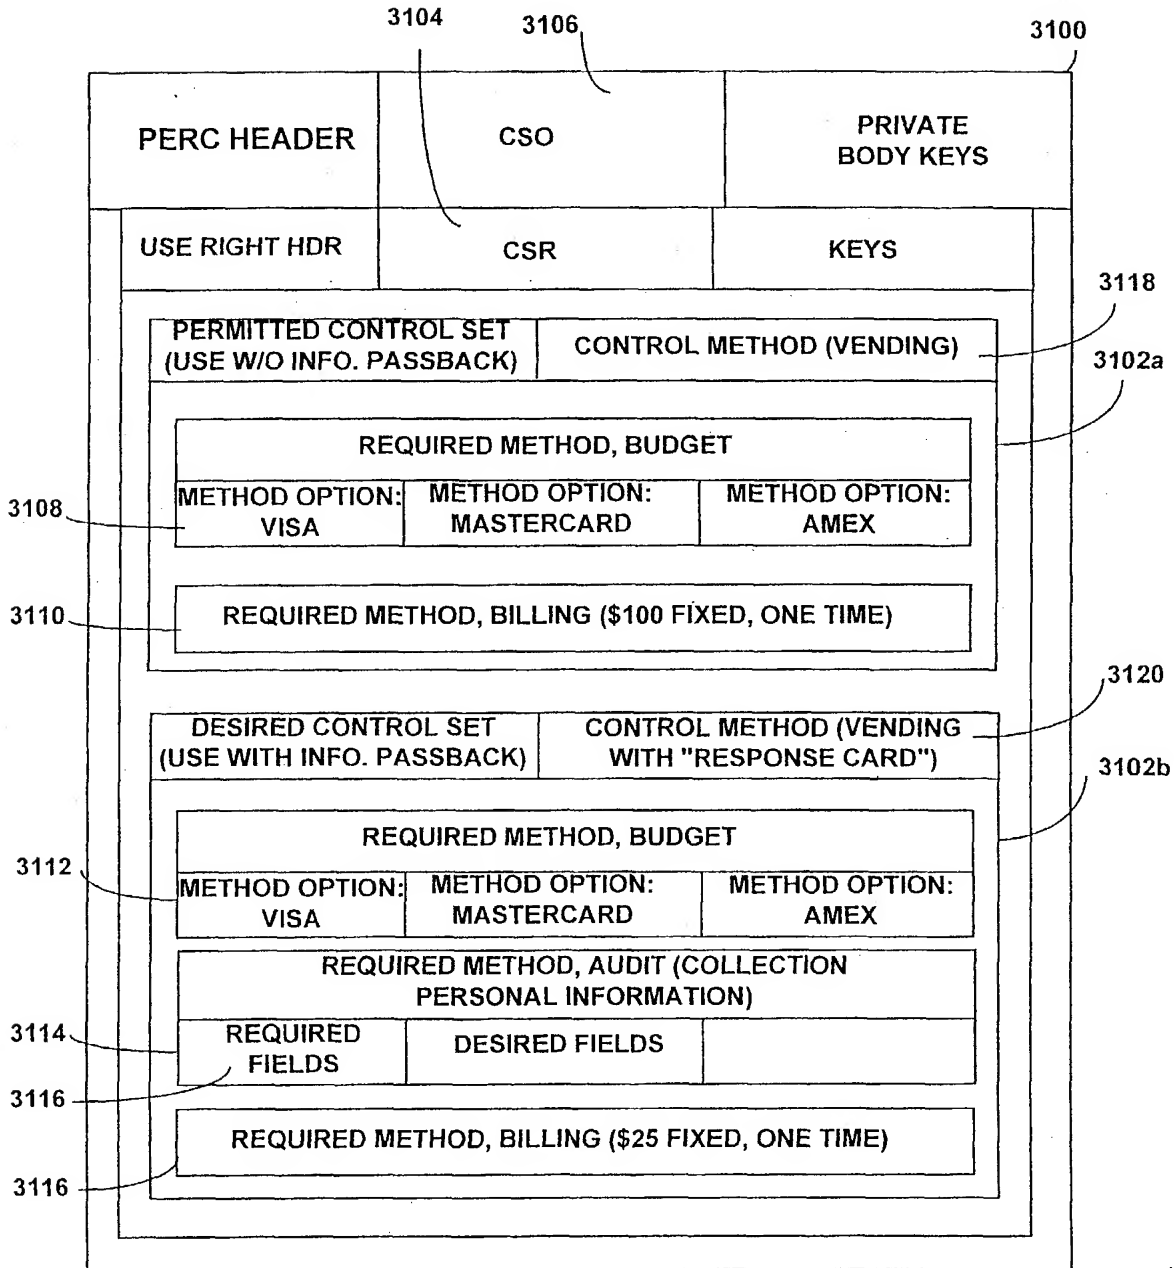 3104
3106
3100
PERC HEADER
CSO
PRIVATE
BODY KEYS
USE RIGHT HDR
CSR
KEYS
3118
PERMITTED CONTROL SET
(USE W/O INFO. PASSBACK)
CONTROL METHOD (VENDING)
3102a
REQUIRED METHOD, BUDGET
3108
METHOD OPTION:
VISA
METHOD OPTION:
MASTERCARD
METHOD OPTION:
AMEX
3110
REQUIRED METHOD, BILLING ($100 FIXED, ONE TIME)
3120
DESIRED CONTROL SET
(USE WITH INFO. PASSBACK)
CONTROL METHOD (VENDING
WITH "RESPONSE CARD")
3102b
REQUIRED METHOD, BUDGET
3112
METHOD OPTION:
VISA
METHOD OPTION:
MASTERCARD
METHOD OPTION:
AMEX
REQUIRED METHOD, AUDIT (COLLECTION
PERSONAL INFORMATION)
3114
REQUIRED
FIELDS
DESIRED FIELDS
3116
REQUIRED METHOD, BILLING ($25 FIXED, ONE TIME)
3116